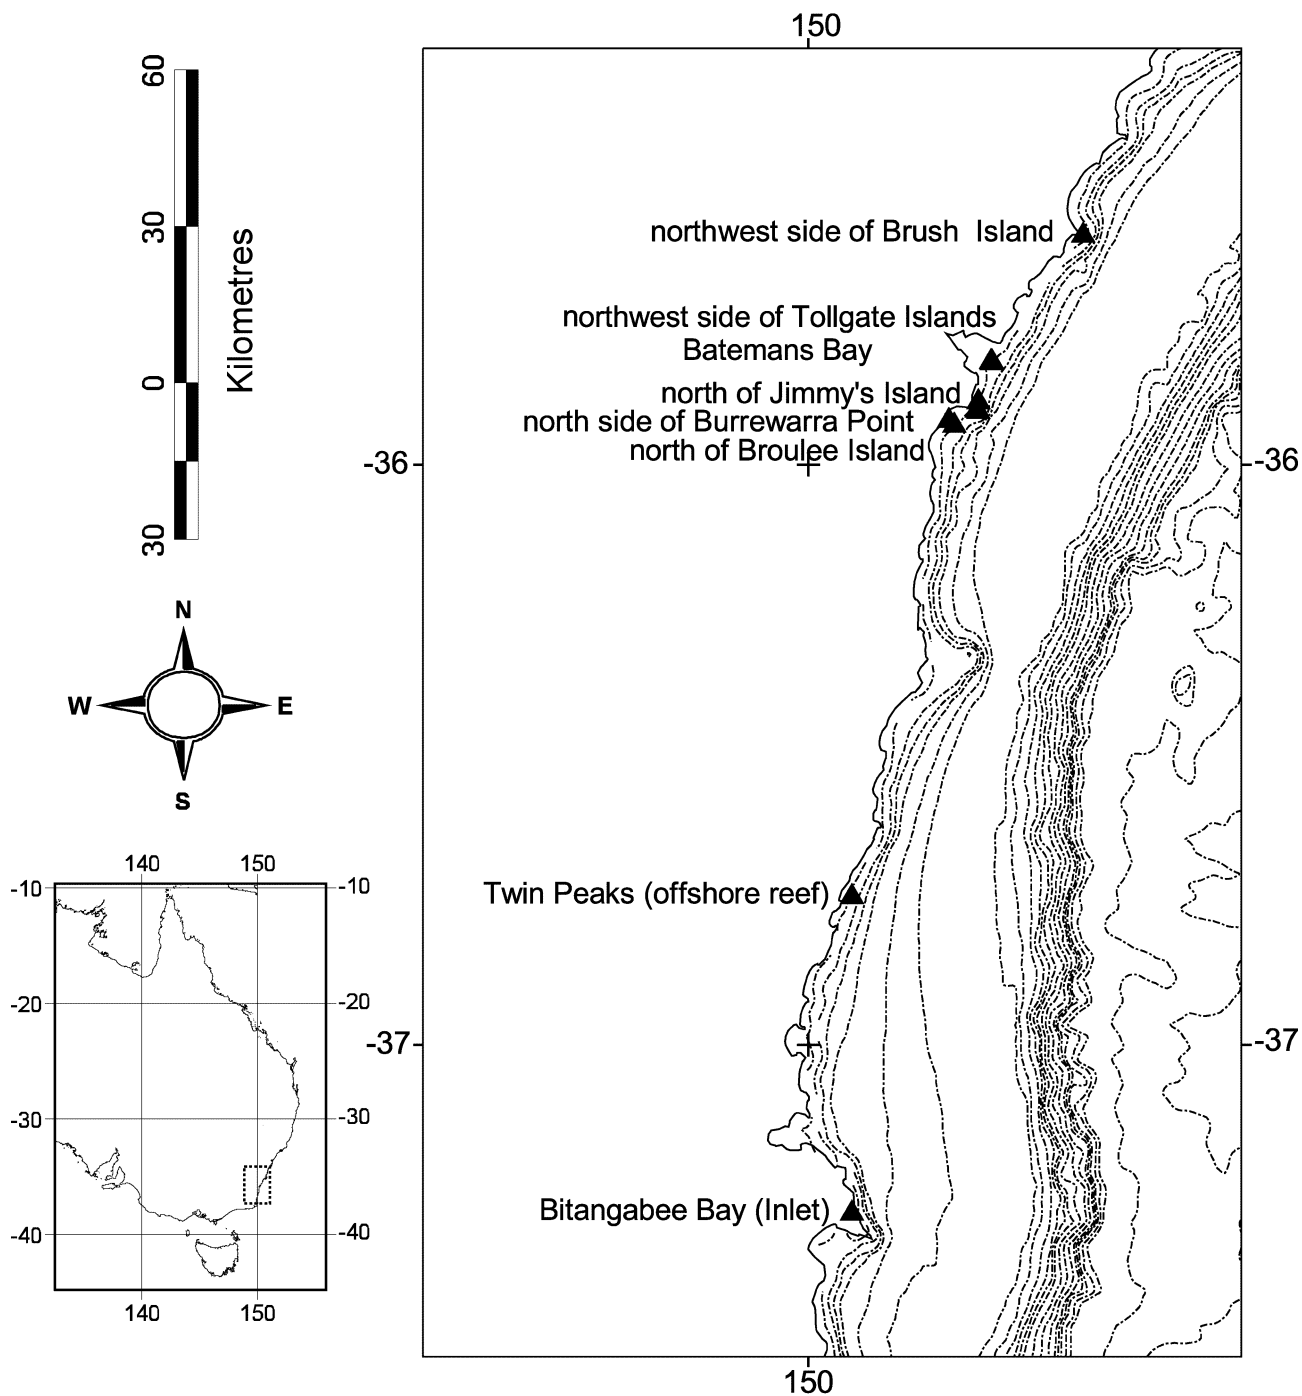 150
60
30
0
30
Kilometres
northwest side of Brush Island
northwest side of Tollgate Islands
Batemans Bay
north of Jimmy's Island
north side of Burrewarra Point
north of Broulee Island
-36
-36
N
W
E
S
140
150
-10
-10
-20
-20
-30
-30
-40
-40
140
150
Twin Peaks (offshore reef)
-37
-37
Bitangabee Bay (Inlet)
150